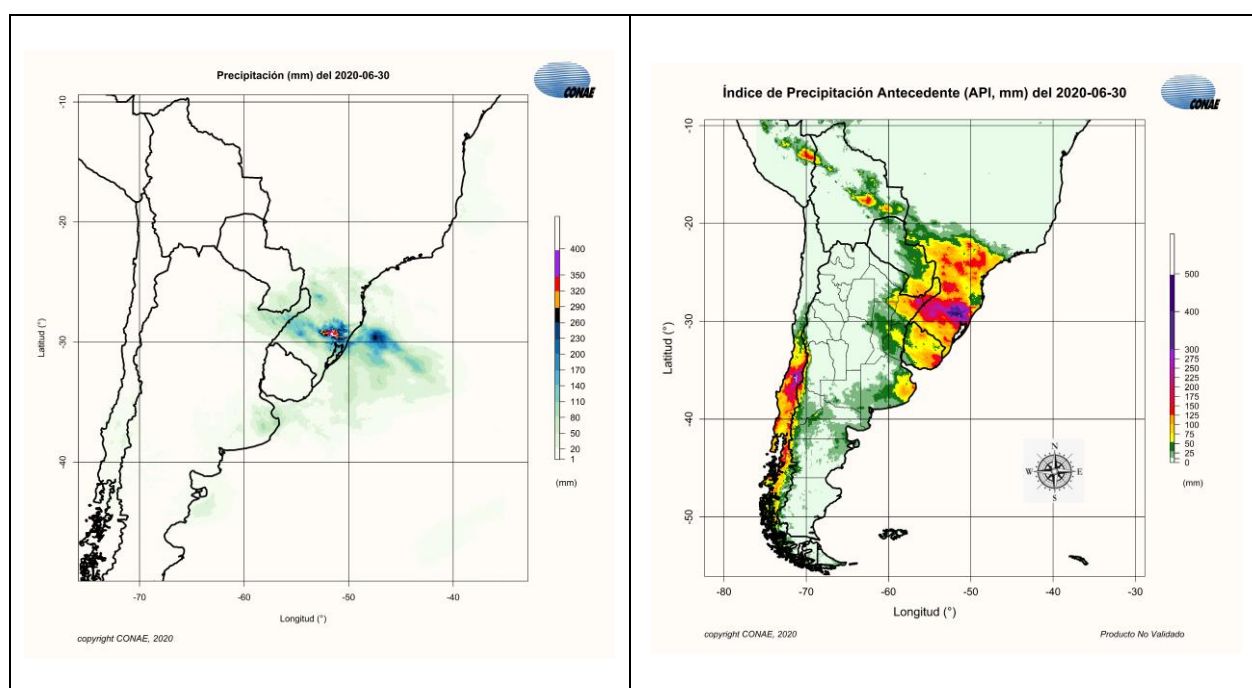 Precipitación (mm) del 2020-06-30
CONAE
-10
-20
-30
-40
Latitud (°)
-70
-60
-50
-40
Longitud (°)
400
350
320
290
260
230
200
170
140
110
80
50
20
1
(mm)
copyright CONAE, 2020
Índice de Precipitación Antecedente (API, mm) del 2020-06-30
CONAE
-10
-20
-30
-40
-50
Latitud (°)
-80
-70
-60
-50
-40
-30
Longitud (°)
500
400
300
275
250
225
200
175
150
125
100
75
50
25
0
(mm)
N
W
E
S
copyright CONAE, 2020
Producto No Validado